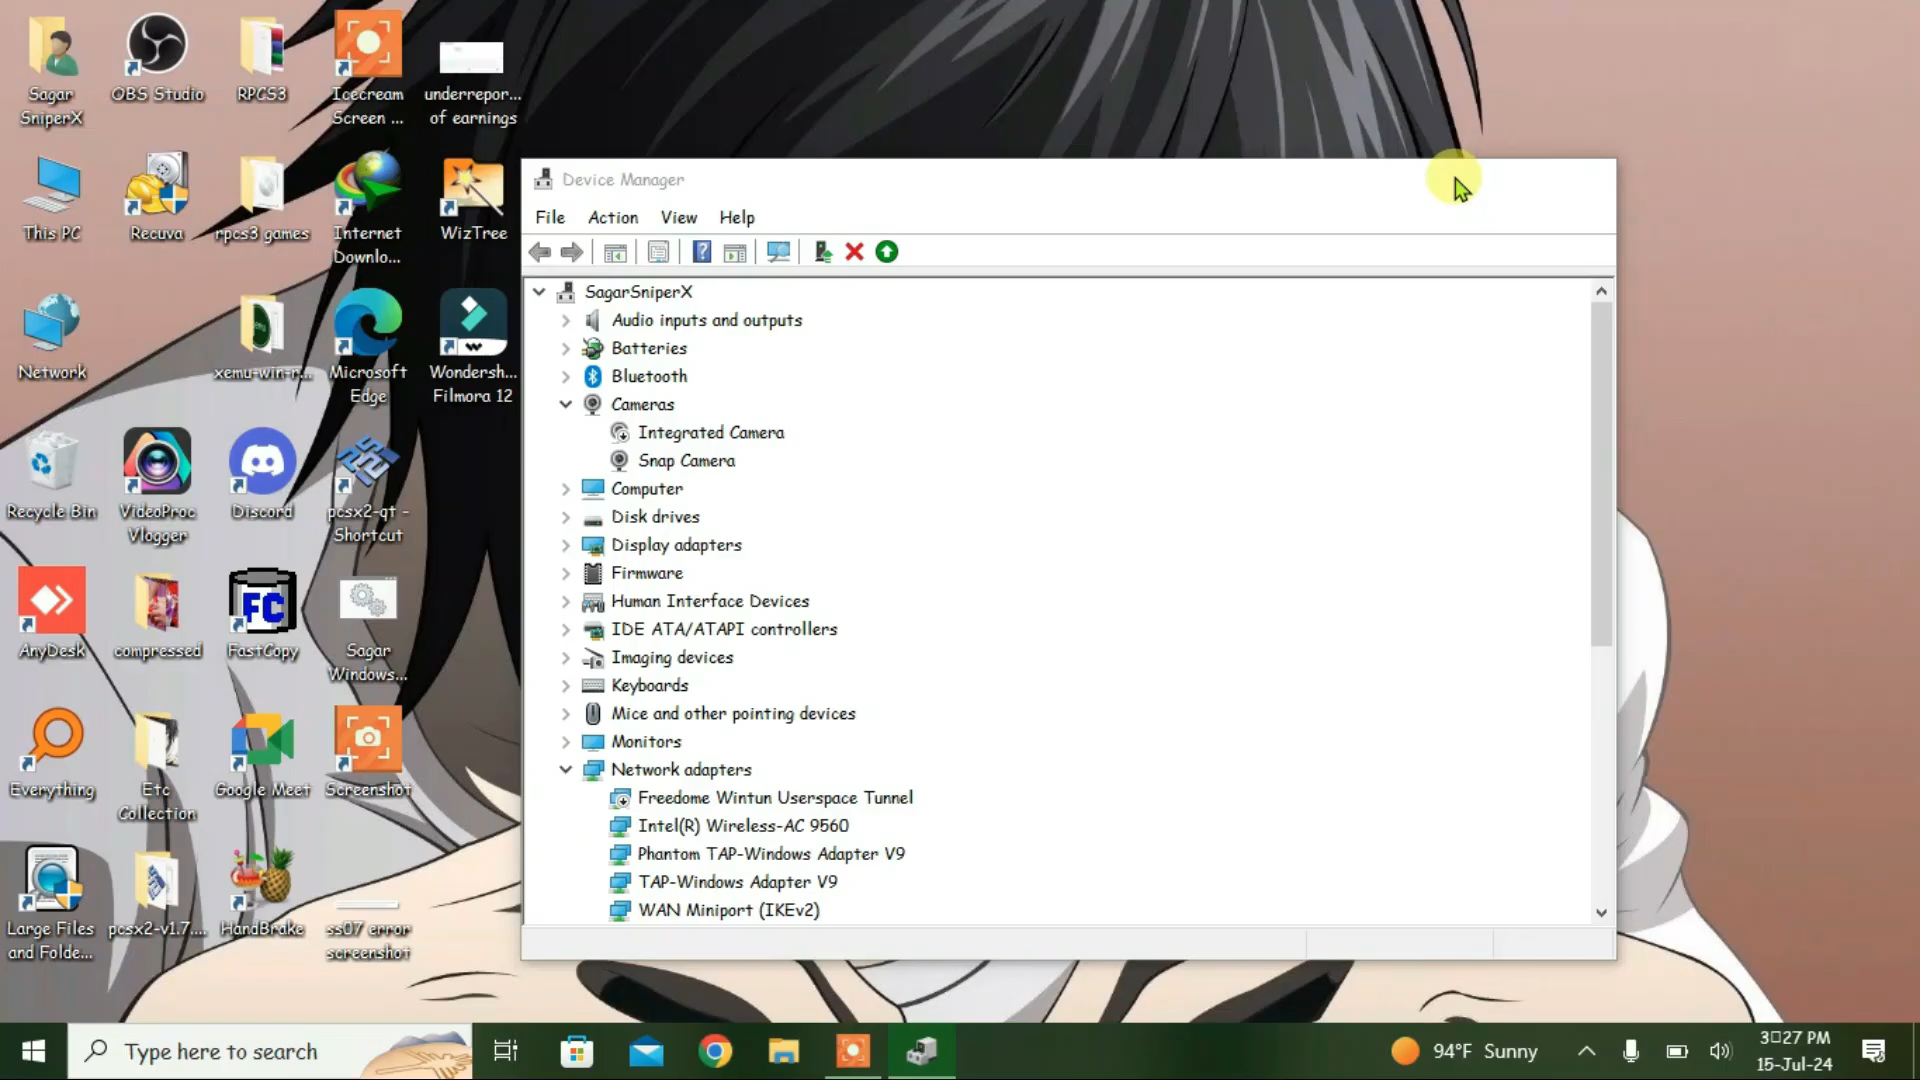 Sagar
SniperX
OBS Studio
RPCS3
Icecream
Screen ...
underrepor...
of earnings
This PC
Recuva
rpcs3 games
Internet
Downlo...
WizTree
Network
xemu-win-r...
Microsoft
Edge
Wondersh...
Filmora 12
Recycle Bin
VideoProc
Vlogger
Discord
pcsx2-qt -
Shortcut
AnyDesk
compressed
FC
FastCopy
Sagar
Windows...
Everything
Etc
Collection
Google Meet
Screenshot
Large Files
and Folde...
pcsx2-v1.7....
HandBrake
ss07 error
screenshot
Device Manager
File Action View Help
SagarSniperX
Audio inputs and outputs
Batteries
Bluetooth
Cameras
Integrated Camera
Snap Camera
Computer
Disk drives
Display adapters
Firmware
Human Interface Devices
IDE ATA/ATAPI controllers
Imaging devices
Keyboards
Mice and other pointing devices
Monitors
Network adapters
Freedome Wintun Userspace Tunnel
Intel(R) Wireless-AC 9560
Phantom TAP-Windows Adapter V9
TAP-Windows Adapter V9
WAN Miniport (IKEv2)
Type here to search
94°F Sunny
3□27 PM
15-Jul-24